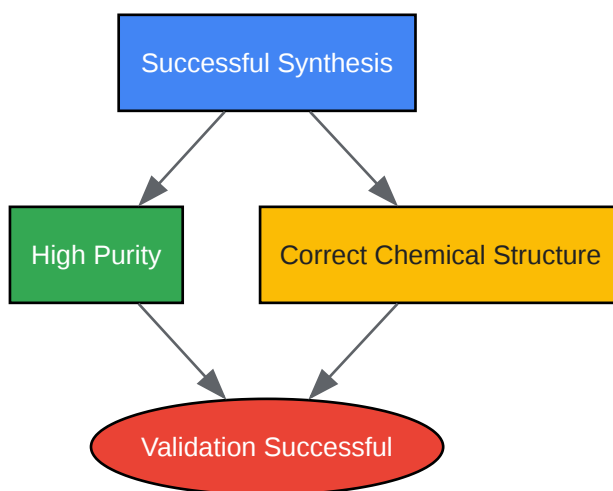 Successful Synthesis
High Purity
Correct Chemical Structure
Validation Successful